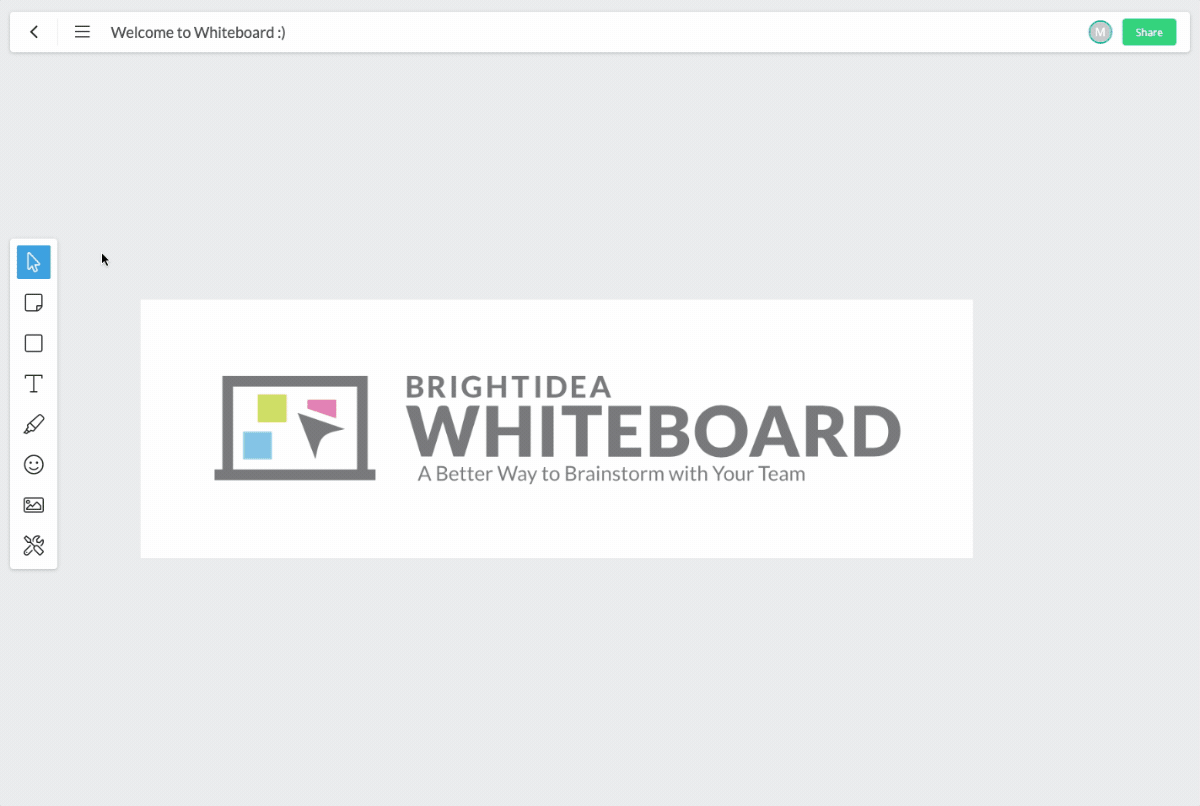 Welcome to Whiteboard :)
M
Share
BRIGHTIDEA
WHITEBOARD
A Better Way to Brainstorm with Your Team